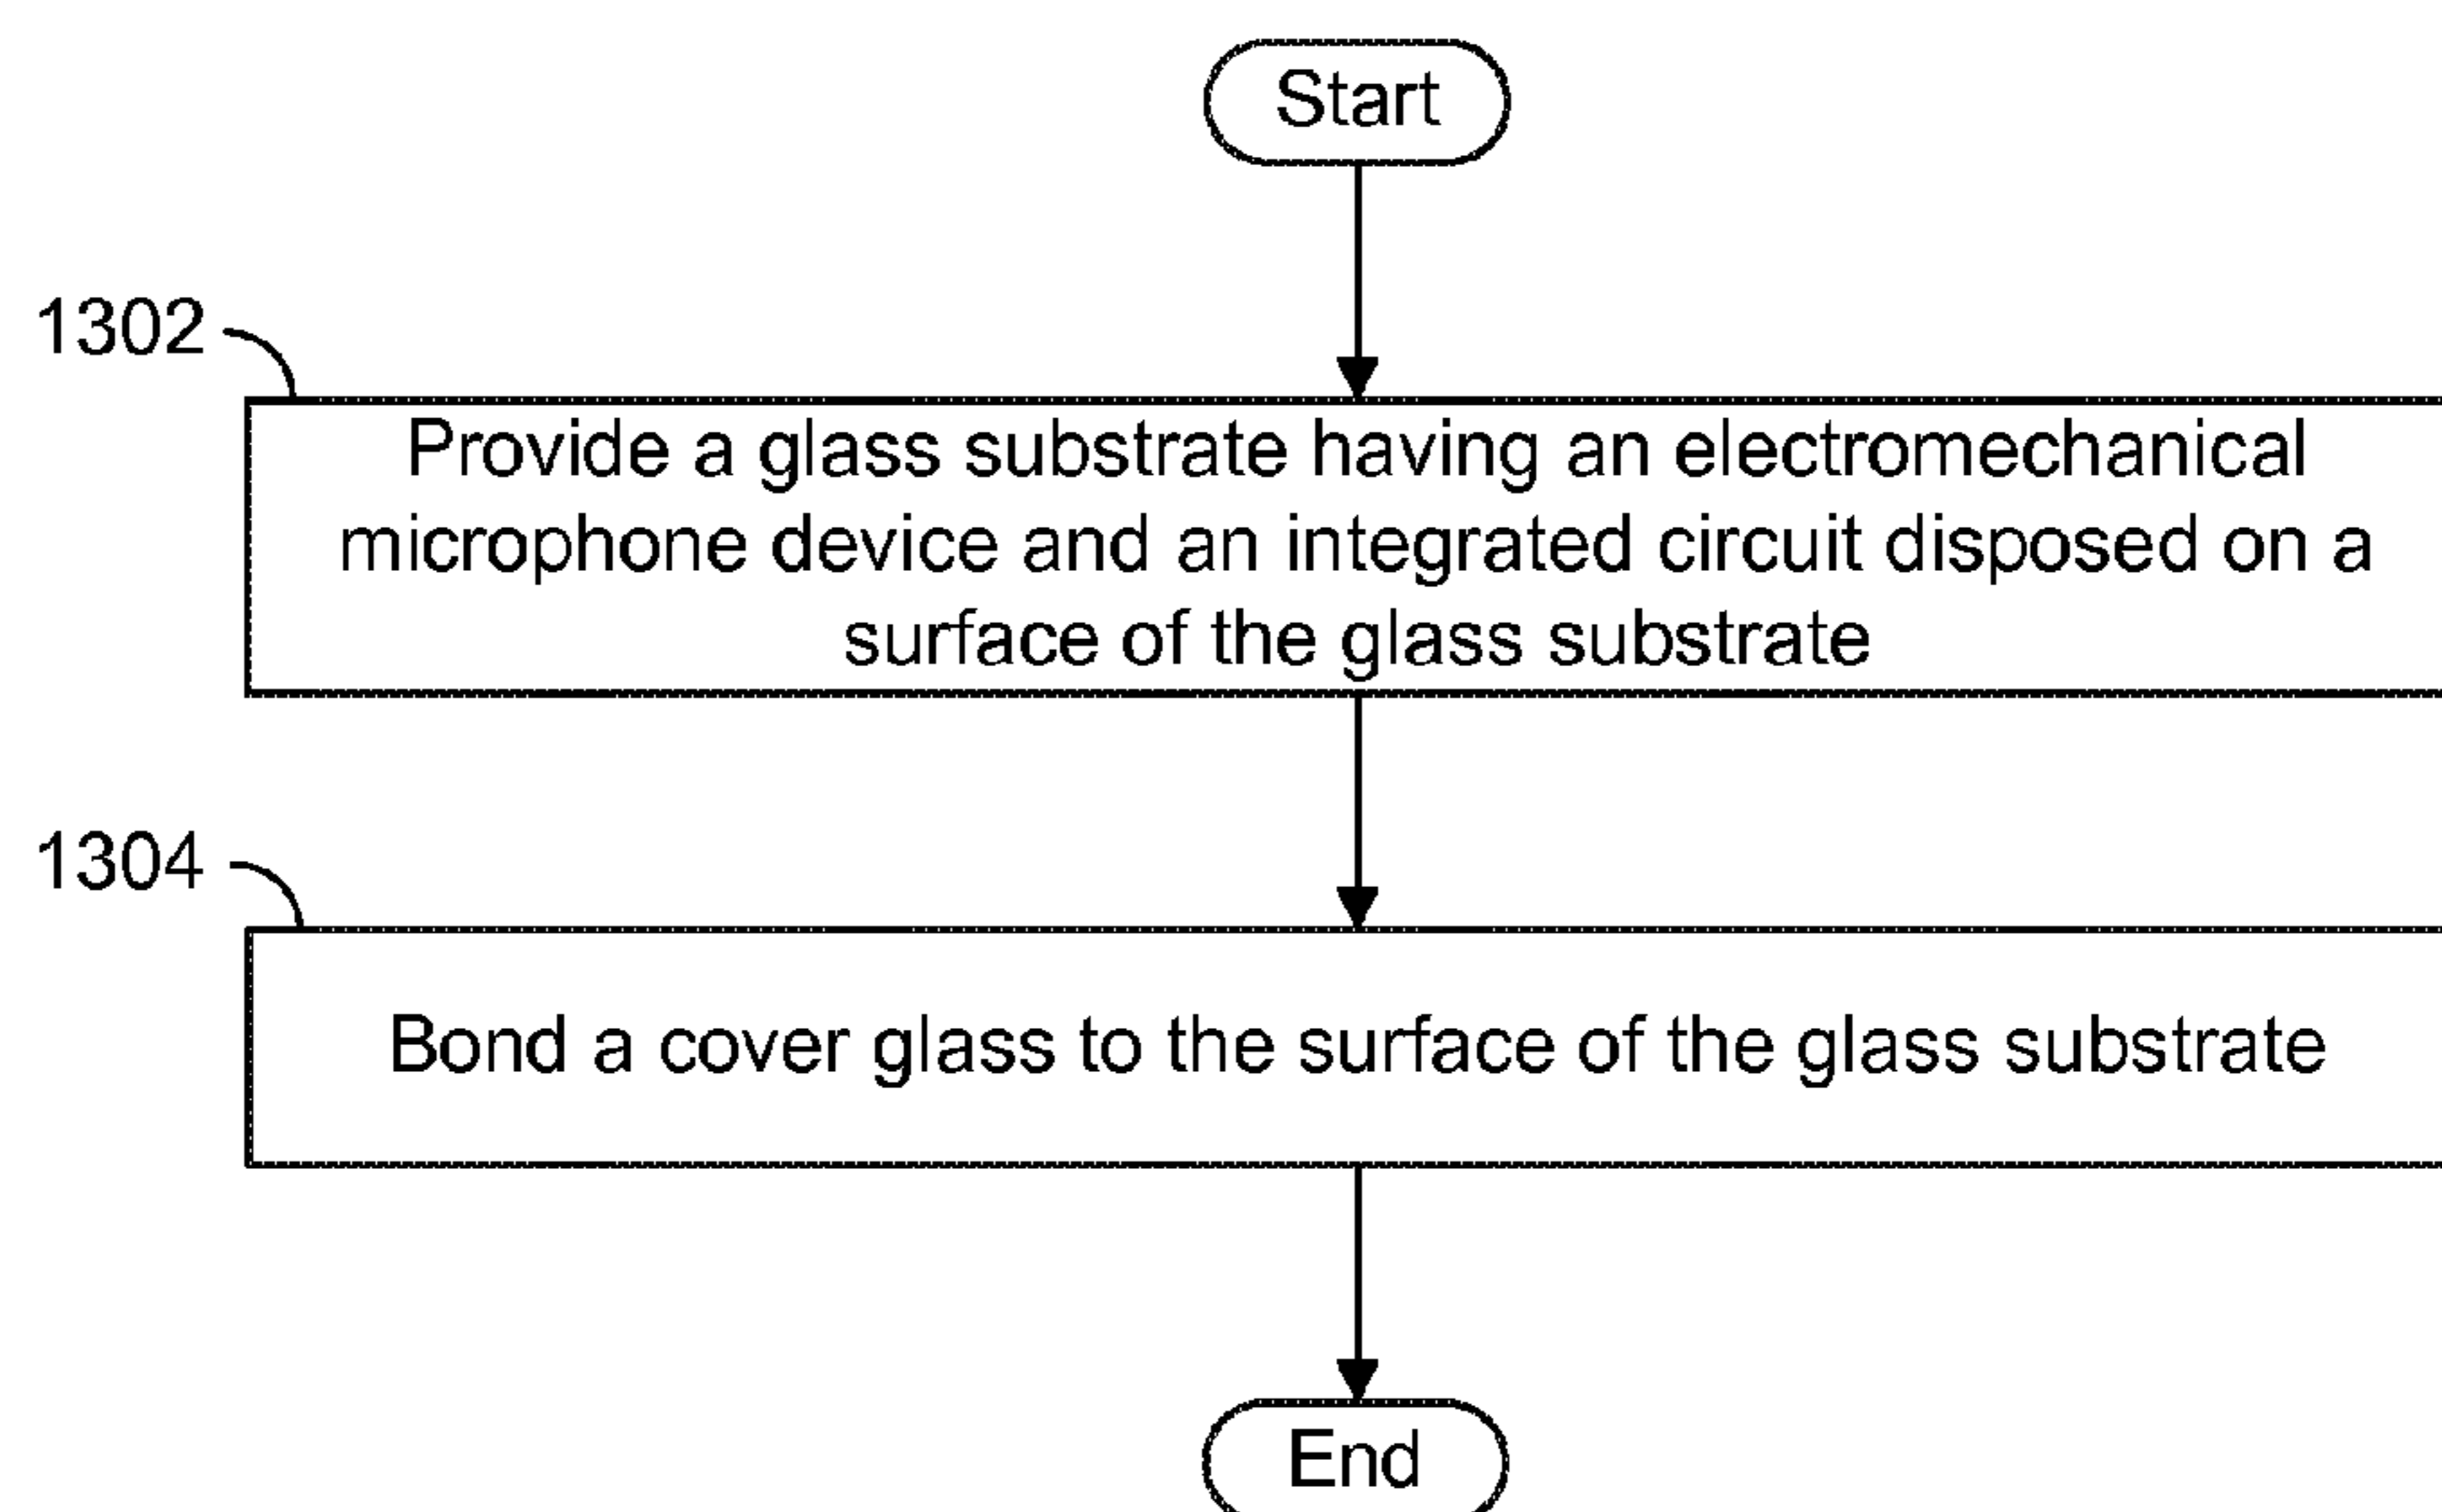 Start
1302
Provide a glass substrate having an electromechanical
microphone device and an integrated circuit disposed on a
surface of the glass substrate
1304
Bond a cover glass to the surface of the glass substrate
End